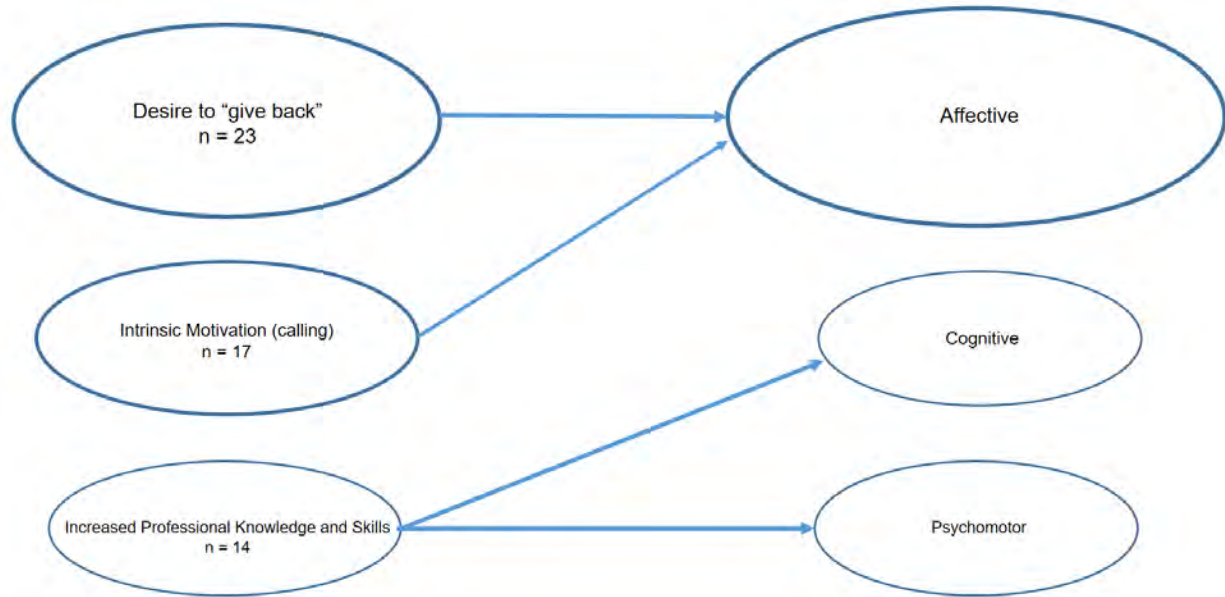 Desire to “give back”
n = 23
Affective
Intrinsic Motivation (calling)
n = 17
Cognitive
Increased Professional Knowledge and Skills
n = 14
Psychomotor